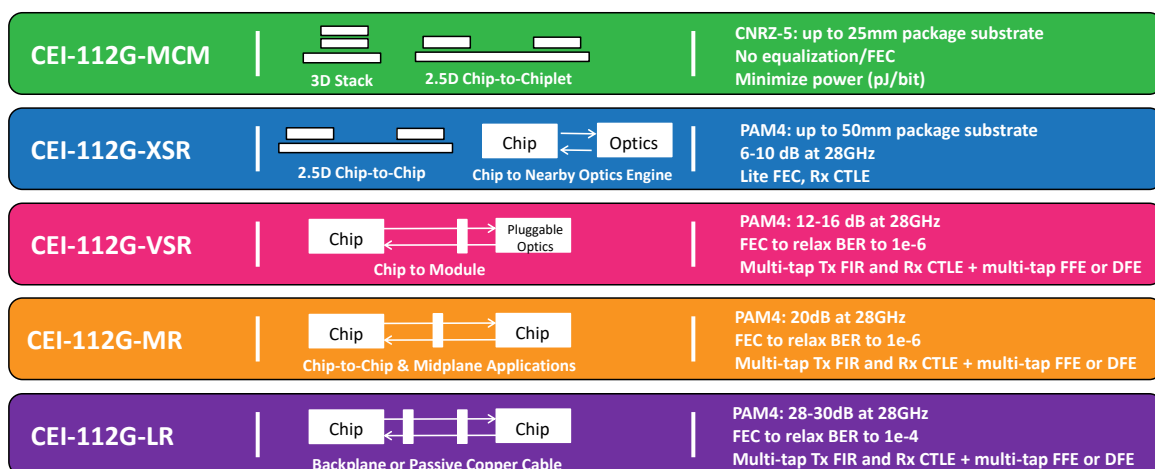 CEI-112G-MCM
3D Stack
2.5D Chip-to-Chiplet
CNRZ-5: up to 25mm package substrate
No equalization/FEC
Minimize power (pJ/bit)
CEI-112G-XSR
2.5D Chip-to-Chip
Chip
Optics
Chip to Nearby Optics Engine
PAM4: up to 50mm package substrate
6-10 dB at 28GHz
Lite FEC, Rx CTLE
CEI-112G-VSR
Chip
Pluggable
Optics
Chip to Module
PAM4: 12-16 dB at 28GHz
FEC to relax BER to 1e-6
Multi-tap Tx FIR and Rx CTLE + multi-tap FFE or DFE
CEI-112G-MR
Chip
Chip
Chip-to-Chip & Midplane Applications
PAM4: 20dB at 28GHz
FEC to relax BER to 1e-6
Multi-tap Tx FIR and Rx CTLE + multi-tap FFE or DFE
CEI-112G-LR
Chip
Chip
Backplane or Passive Copper Cable
PAM4: 28-30dB at 28GHz
FEC to relax BER to 1e-4
Multi-tap Tx FIR and Rx CTLE + multi-tap FFE or DFE